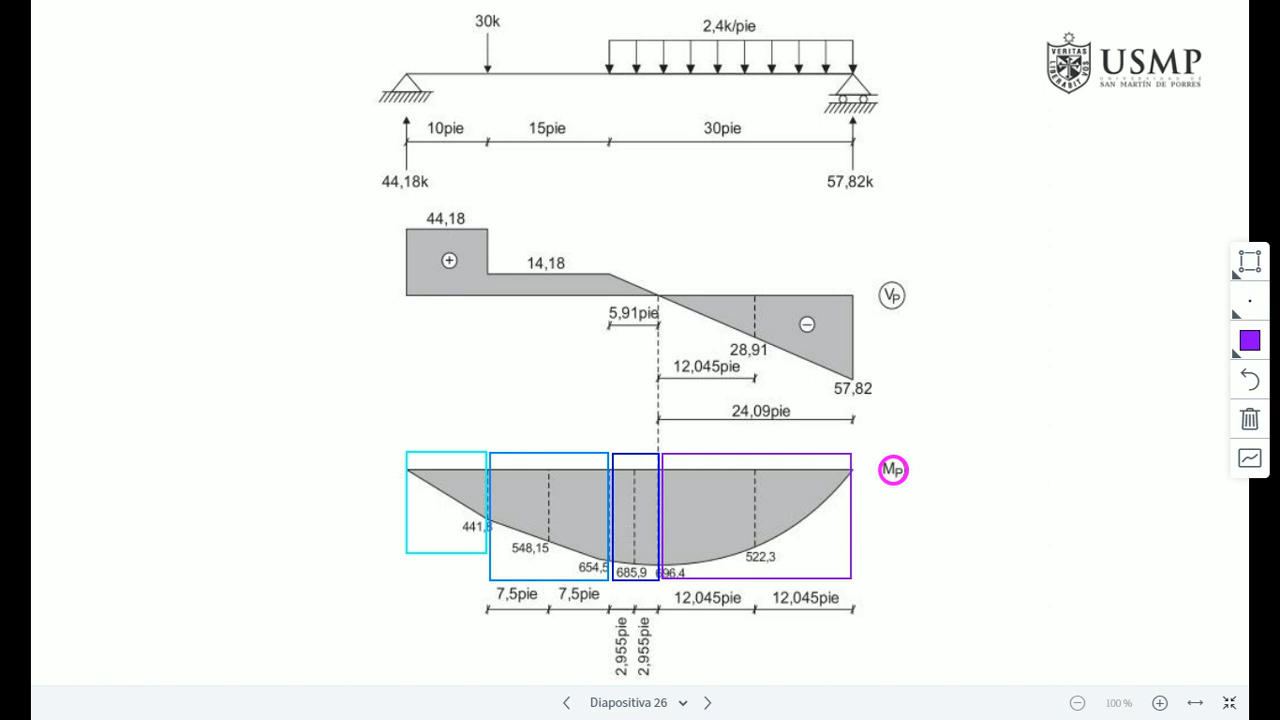 30k
2,4k/pie
VERITAS LIBERABIT VOS
USMP
UNIVERSIDAD DE
SAN MARTÍN DE PORRES
10pie
15pie
30pie
44,18k
57,82k
44,18
+
14,18
VP
5,91pie
−
28,91
12,045pie
57,82
24,09pie
MP
441,8
548,15
522,3
654,5
685,9
696,4
7,5pie
7,5pie
12,045pie
12,045pie
2,955pie
2,955pie
Diapositiva 26
100 %